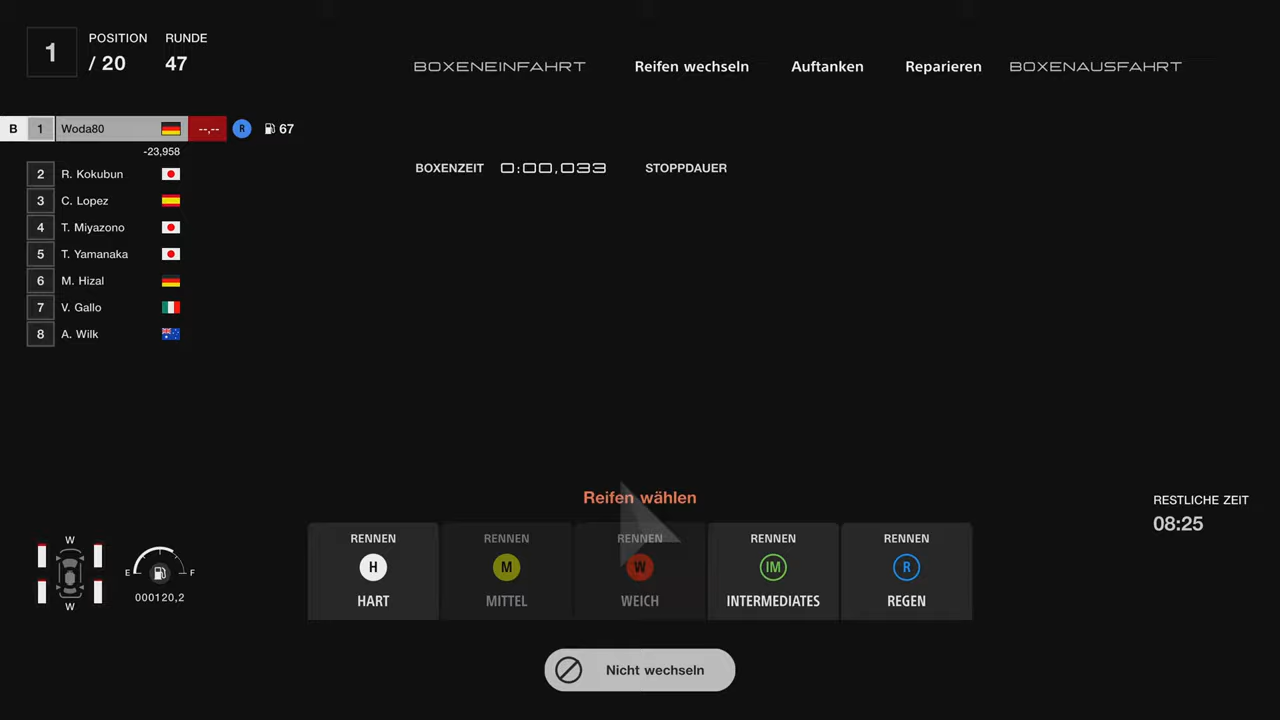 1
POSITION
/ 20
RUNDE
47
BOXENEINFAHRT
Reifen wechseln
Auftanken
Reparieren
BOXENAUSFAHRT
B 1 Woda80 --,-- R 67
-23,958
2 R. Kokubun
3 C. Lopez
4 T. Miyazono
5 T. Yamanaka
6 M. Hizal
7 V. Gallo
8 A. Wilk
BOXENZEIT 0:00,033
STOPPDAUER
Reifen wählen
RENNEN
H
HART
RENNEN
M
MITTEL
RENNEN
W
WEICH
RENNEN
IM
INTERMEDIATES
RENNEN
R
REGEN
Nicht wechseln
W
W
E F
000120,2
RESTLICHE ZEIT
08:25